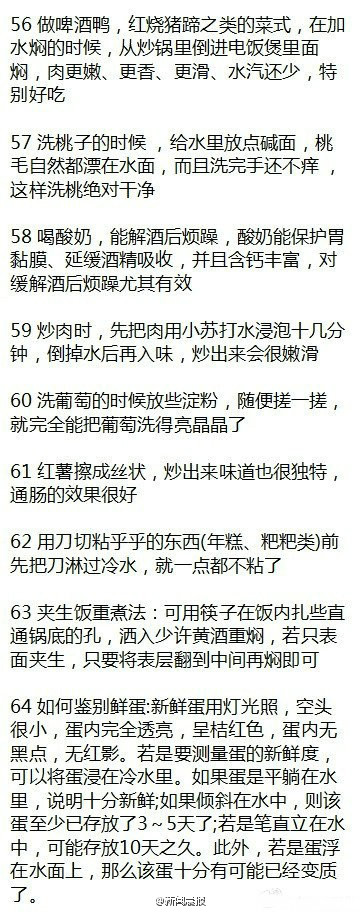 56 做啤酒鸭，红烧猪蹄之类的菜式，在加
水焖的时候，从炒锅里倒进电饭煲里面
焖，肉更嫩、更香、更滑、水汽还少，特
别好吃
57 洗桃子的时候 ，给水里放点碱面，桃
毛自然都漂在水面，而且洗完手还不痒 ，
这样洗桃绝对干净
58 喝酸奶，能解酒后烦躁，酸奶能保护胃
黏膜、延缓酒精吸收，并且含钙丰富，对
缓解酒后烦躁尤其有效
59 炒肉时，先把肉用小苏打水浸泡十几分
钟，倒掉水后再入味，炒出来会很嫩滑
60 洗葡萄的时候放些淀粉，随便搓一搓，
就完全能把葡萄洗得亮晶晶了
61 红薯擦成丝状，炒出来味道也很独特，
通肠的效果很好
62 用刀切粘乎乎的东西(年糕、粑粑类)前
先把刀淋过冷水，就一点都不粘了
63 夹生饭重煮法：可用筷子在饭内扎些直
通锅底的孔，洒入少许黄酒重焖，若只表
面夹生，只要将表层翻到中间再焖即可
64 如何鉴别鲜蛋:新鲜蛋用灯光照，空头
很小，蛋内完全透亮，呈桔红色，蛋内无
黑点，无红影。若是要测量蛋的新鲜度，
可以将蛋浸在冷水里。如果蛋是平躺在水
里，说明十分新鲜;如果倾斜在水中，则该
蛋至少已存放了3～5天了;若是笔直立在水
中，可能存放10天之久。此外，若是蛋浮
在水面上，那么该蛋十分有可能已经变质
了。
@新闻晨报